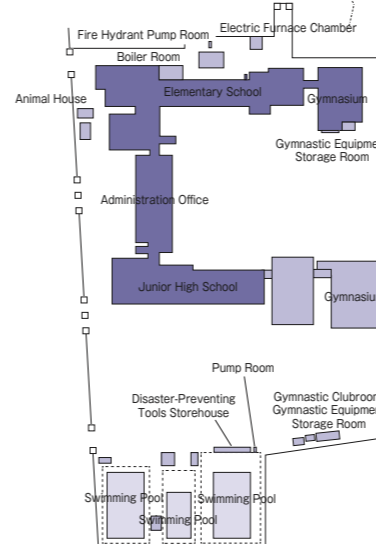 Electric Furnace Chamber
Fire Hydrant Pump Room
Boiler Room
Elementary School
Animal House
Gymnasium
Gymnastic Equipme
Storage Room
Administration Office
Junior High School
Gymnasiu
Pump Room
Disaster-Preventing
Tools Storehouse
Gymnastic Clubroom
Gymnastic Equipme
Storage Room
Swimming Pool
Swimming Pool
Swimming Pool